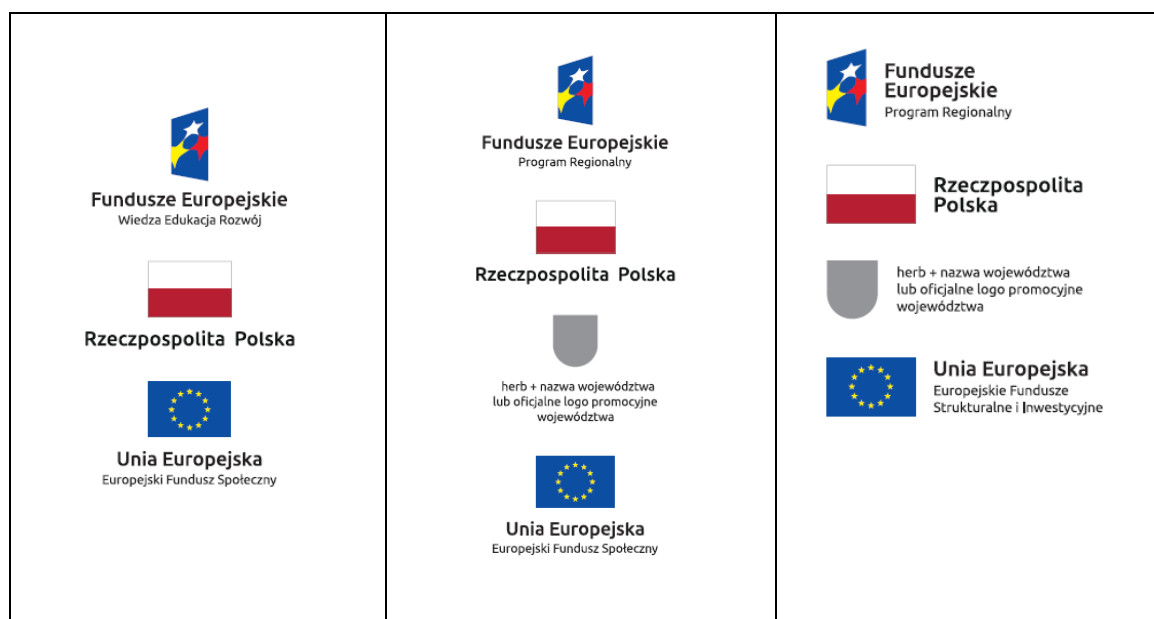 Fundusze Europejskie
Wiedza Edukacja Rozwój
Rzeczpospolita Polska
Unia Europejska
Europejski Fundusz Społeczny
Fundusze Europejskie
Program Regionalny
Rzeczpospolita Polska
herb + nazwa województwa
lub oficjalne logo promocyjne
województwa
Unia Europejska
Europejski Fundusz Społeczny
Fundusze
Europejskie
Program Regionalny
Rzeczpospolita
Polska
herb + nazwa województwa
lub oficjalne logo promocyjne
województwa
Unia Europejska
Europejskie Fundusze
Strukturalne i Inwestycyjne